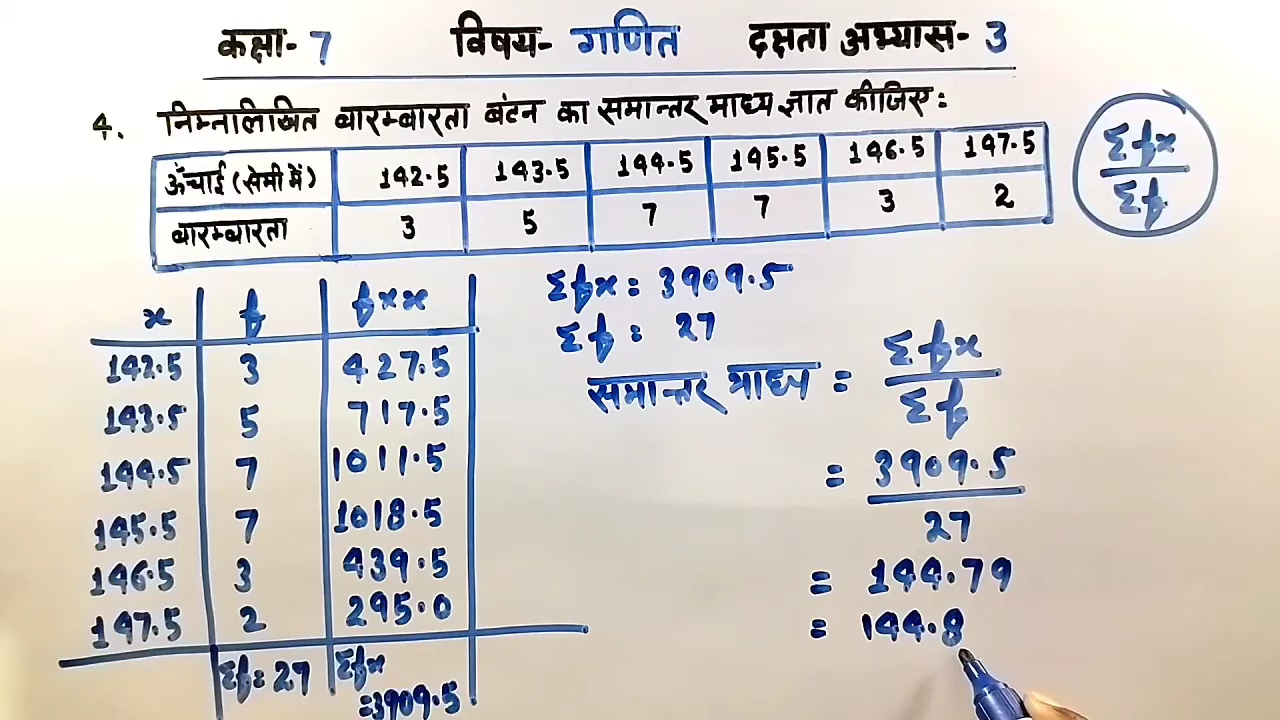 कक्षा- 7 विषय- गणित दक्षता अभ्यास- 3
4. निम्नलिखित बारम्बारता बंटन का समान्तर माध्य ज्ञात कीजिए:
ऊँचाई (सेमी में) 142.5 143.5 144.5 145.5 146.5 147.5
बारम्बारता 3 5 7 7 3 2
Σfx
Σf
x f f×x
142.5 3 427.5
143.5 5 717.5
144.5 7 1011.5
145.5 7 1018.5
146.5 3 439.5
147.5 2 295.0
Σf = 27 Σfx
=3909.5
Σfx = 3909.5
Σf = 27
समान्तर माध्य = Σfx
Σf
= 3909.5
27
= 144.79
= 144.8